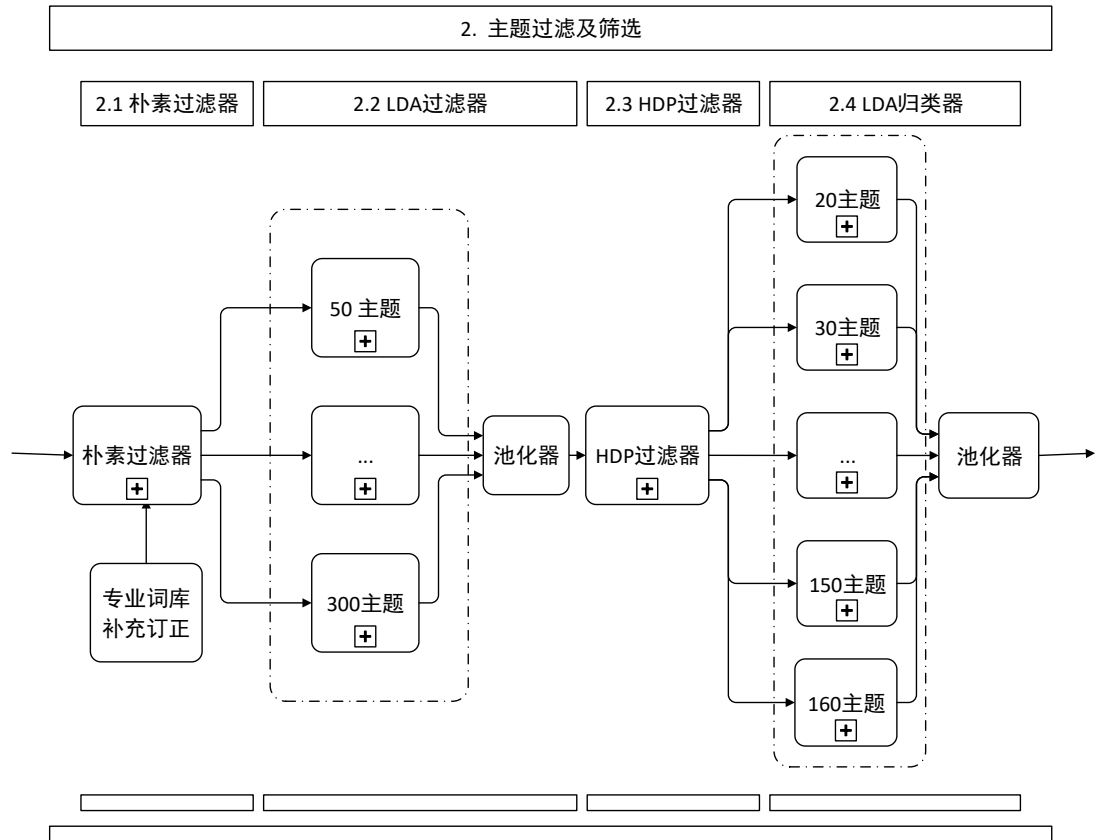 2. 主题过滤及筛选
2.1 朴素过滤器
2.2 LDA过滤器
2.3 HDP过滤器
2.4 LDA归类器
朴素过滤器
专业词库
补充订正
50 主题
...
300主题
池化器
HDP过滤器
20主题
30主题
...
150主题
160主题
池化器